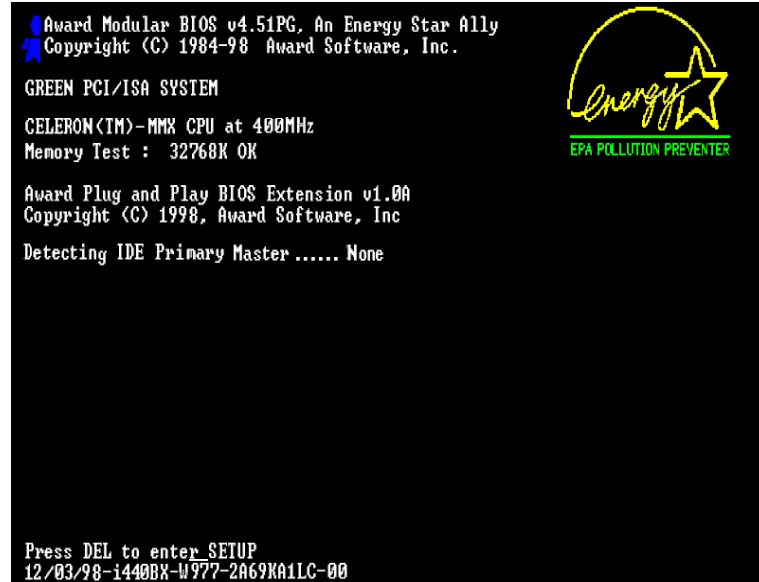 Award Modular BIOS v4.51PG, An Energy Star Ally
Copyright (C) 1984-98 Award Software, Inc.
GREEN PCI/ISA SYSTEM
CELERON(TM)-MMX CPU at 400MHz
Memory Test : 32768K OK
Award Plug and Play BIOS Extension v1.0A
Copyright (C) 1998, Award Software, Inc
Detecting IDE Primary Master ...... None
energy
EPA POLLUTION PREVENTER
Press DEL to enter SETUP
12/03/98-i440BX-W977-2A69KA1LC-00